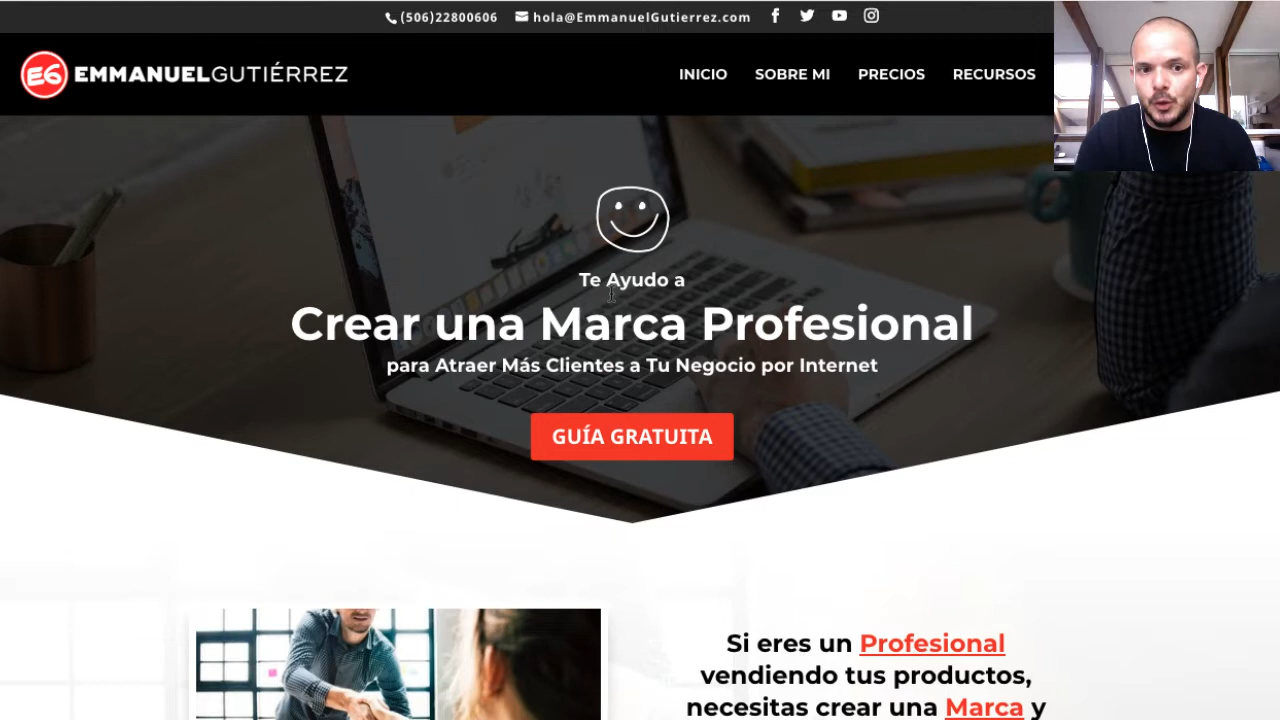 (506)22800606 hola@EmmanuelGutierrez.com
EG EMMANUELGUTIÉRREZ
INICIO SOBRE MI PRECIOS RECURSOS
Te Ayudo a
Crear una Marca Profesional
para Atraer Más Clientes a Tu Negocio por Internet
GUÍA GRATUITA
Si eres un Profesional
vendiendo tus productos,
necesitas crear una Marca y